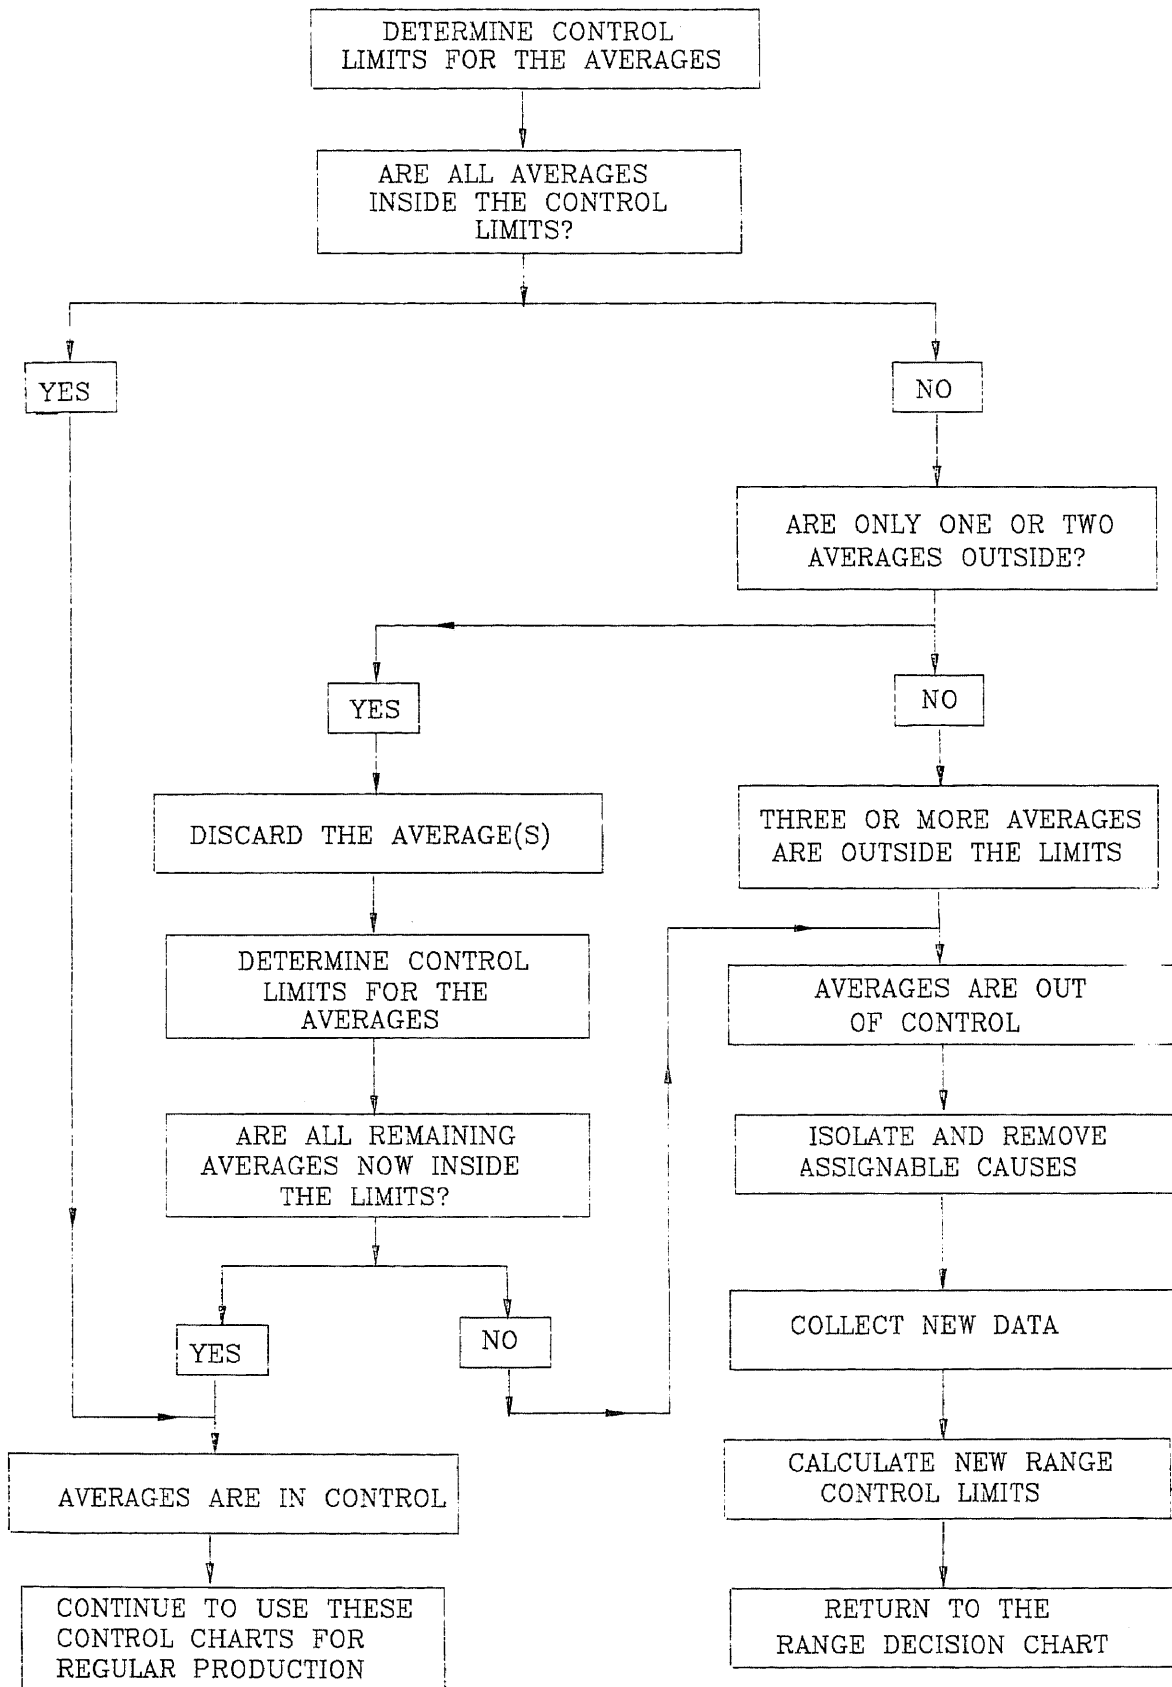 DETERMINE CONTROL
LIMITS FOR THE AVERAGES
ARE ALL AVERAGES
INSIDE THE CONTROL
LIMITS?
YES
NO
ARE ONLY ONE OR TWO
AVERAGES OUTSIDE?
YES
NO
DISCARD THE AVERAGE(S)
THREE OR MORE AVERAGES
ARE OUTSIDE THE LIMITS
DETERMINE CONTROL
LIMITS FOR THE
AVERAGES
AVERAGES ARE OUT
OF CONTROL
ARE ALL REMAINING
AVERAGES NOW INSIDE
THE LIMITS?
ISOLATE AND REMOVE
ASSIGNABLE CAUSES
YES
NO
COLLECT NEW DATA
AVERAGES ARE IN CONTROL
CALCULATE NEW RANGE
CONTROL LIMITS
CONTINUE TO USE THESE
CONTROL CHARTS FOR
REGULAR PRODUCTION
RETURN TO THE
RANGE DECISION CHART